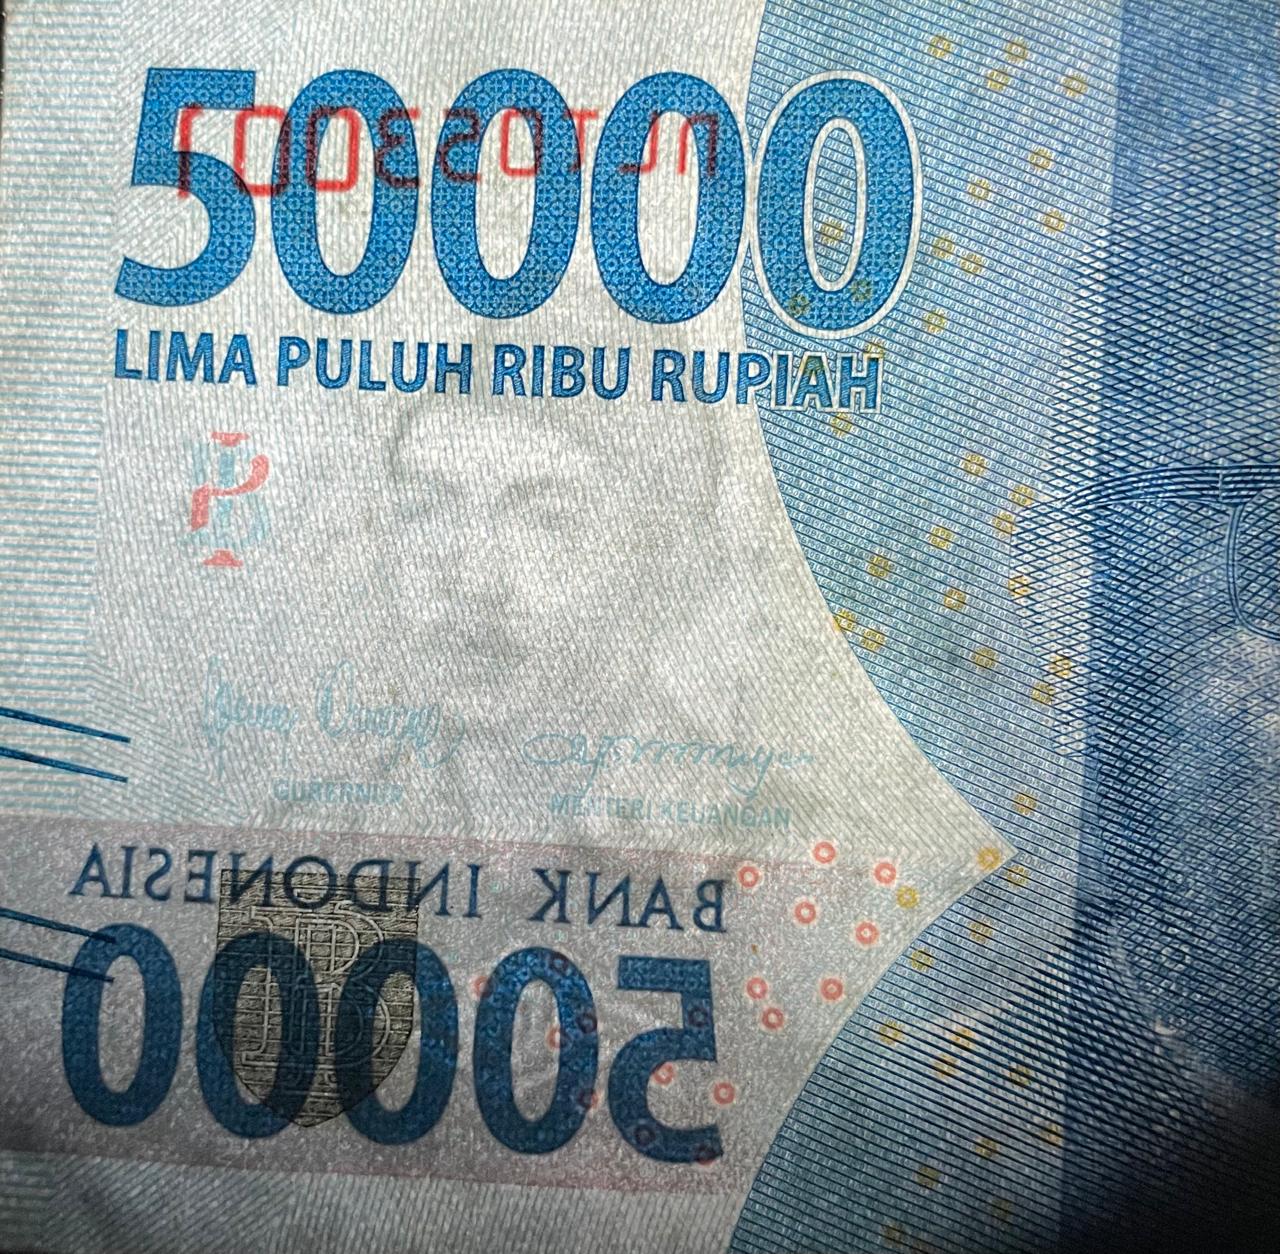 50000
LIMA PULUH RIBU RUPIAH
GUBERNUR
MENTERI KEUANGAN
BANK INDONESIA
50000